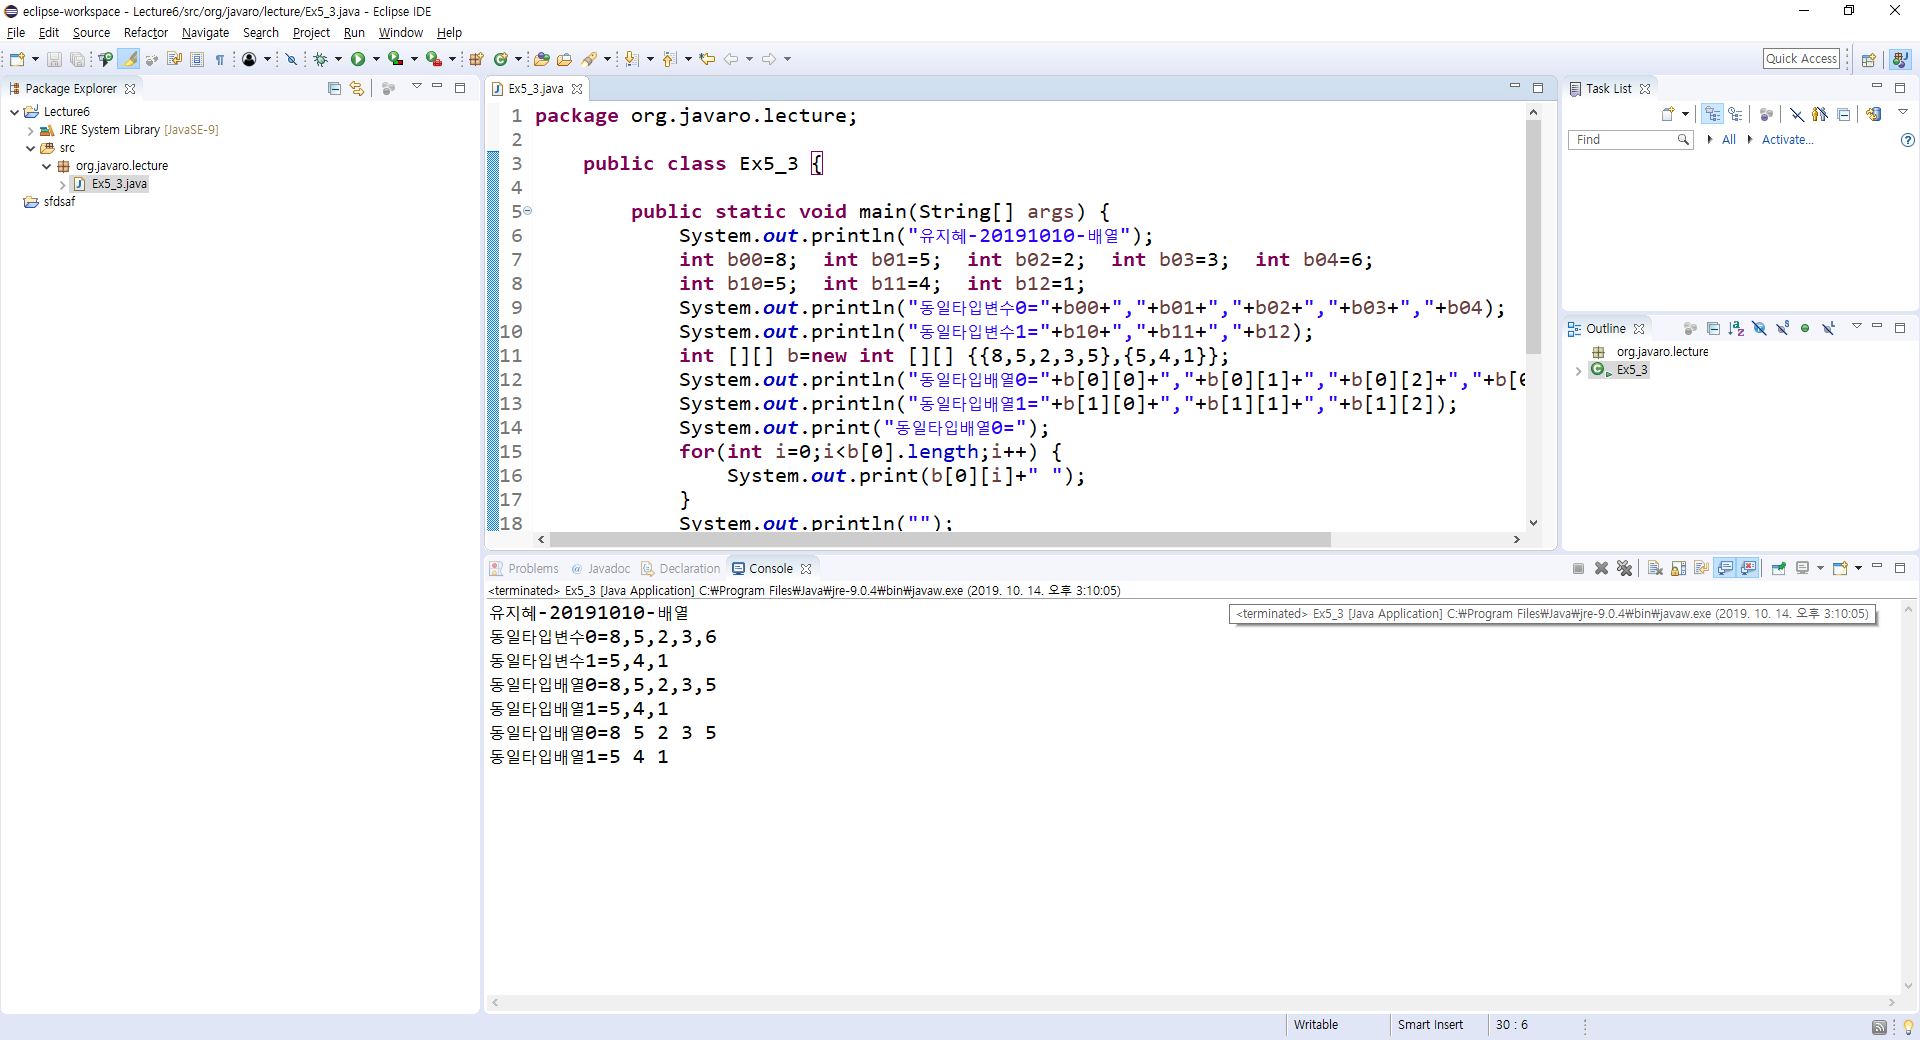 eclipse-workspace - Lecture6/src/org/javaro/lecture/Ex5_3.java - Eclipse IDE
File Edit Source Refactor Navigate Search Project Run Window Help
Quick Access
Package Explorer
Lecture6
JRE System Library [JavaSE-9]
src
org.javaro.lecture
Ex5_3.java
sfdsaf
Ex5_3.java
1 package org.javaro.lecture;
2
3 public class Ex5_3 {
4
5 public static void main(String[] args) {
6 System.out.println("유지혜-20191010-배열");
7 int b00=8; int b01=5; int b02=2; int b03=3; int b04=6;
8 int b10=5; int b11=4; int b12=1;
9 System.out.println("동일타입변수0="+b00+","+b01+","+b02+","+b03+","+b04);
10 System.out.println("동일타입변수1="+b10+","+b11+","+b12);
11 int [][] b=new int [][] {{8,5,2,3,5},{5,4,1}};
12 System.out.println("동일타입배열0="+b[0][0]+","+b[0][1]+","+b[0][2]+","+b[0
13 System.out.println("동일타입배열1="+b[1][0]+","+b[1][1]+","+b[1][2]);
14 System.out.print("동일타입배열0=");
15 for(int i=0;i<b[0].length;i++) {
16 System.out.print(b[0][i]+" ");
17 }
18 System.out.println("");
Task List
Find All Activate...
Outline
org.javaro.lecture
Ex5_3
Problems Javadoc Declaration Console
<terminated> Ex5_3 [Java Application] C:₩Program Files₩Java₩jre-9.0.4₩bin₩javaw.exe (2019. 10. 14. 오후 3:10:05)
<terminated> Ex5_3 [Java Application] C:₩Program Files₩Java₩jre-9.0.4₩bin₩javaw.exe (2019. 10. 14. 오후 3:10:05)
유지혜-20191010-배열
동일타입변수0=8,5,2,3,6
동일타입변수1=5,4,1
동일타입배열0=8,5,2,3,5
동일타입배열1=5,4,1
동일타입배열0=8 5 2 3 5
동일타입배열1=5 4 1
Writable Smart Insert 30 : 6